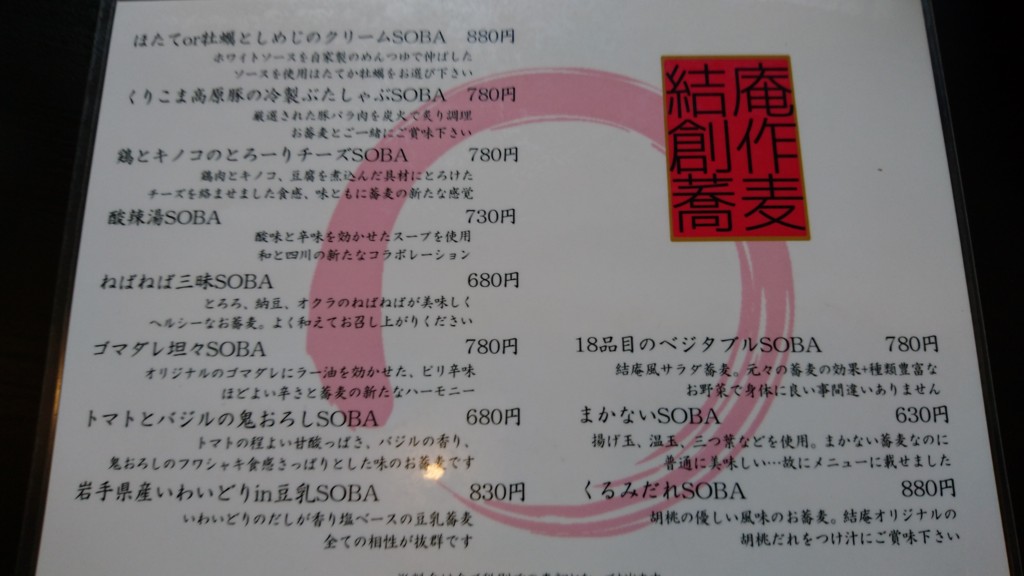 ほたてor牡蠣としめじのクリームSOBA 880円
ホワイトソースを自家製のめんつゆで伸ばした
ソースを使用ほたてか牡蠣をお選び下さい
くりこま高原豚の冷製ぶたしゃぶSOBA 780円
厳選された豚バラ肉を炭火で炙り調理
お蕎麦とご一緒にご賞味下さい
鶏とキノコのとろーりチーズSOBA 780円
鶏肉とキノコ、豆腐を煮込んだ具材にとろけた
チーズを絡ませました食感、味ともに蕎麦の新たな感覚
酸辣湯SOBA 730円
酸味と辛味を効かせたスープを使用
和と四川の新たなコラボレーション
ねばねば三昧SOBA 680円
とろろ、納豆、オクラのねばねばが美味しく
ヘルシーなお蕎麦。よく和えてお召し上がりください
ゴマダレ坦々SOBA 780円
オリジナルのゴマダレにラー油を効かせた、ピリ辛味
ほどよい辛さと蕎麦の新たなハーモニー
トマトとバジルの鬼おろしSOBA 680円
トマトの程よい甘酸っぱさ、バジルの香り、
鬼おろしのフワシャキ食感さっぱりとした味のお蕎麦です
岩手県産いわいどりin豆乳SOBA 830円
いわいどりのだしが香り塩ベースの豆乳蕎麦
全ての相性が抜群です
結庵
創作
蕎麦
18品目のベジタブルSOBA 780円
結庵風サラダ蕎麦。元々の蕎麦の効果+種類豊富な
お野菜で身体に良い事間違いありません
まかないSOBA 630円
揚げ玉、温玉、三つ葉などを使用。まかない蕎麦なのに
普通に美味しい…故にメニューに載せました
くるみだれSOBA 880円
胡桃の優しい風味のお蕎麦。結庵オリジナルの
胡桃だれをつけ汁にご賞味下さい